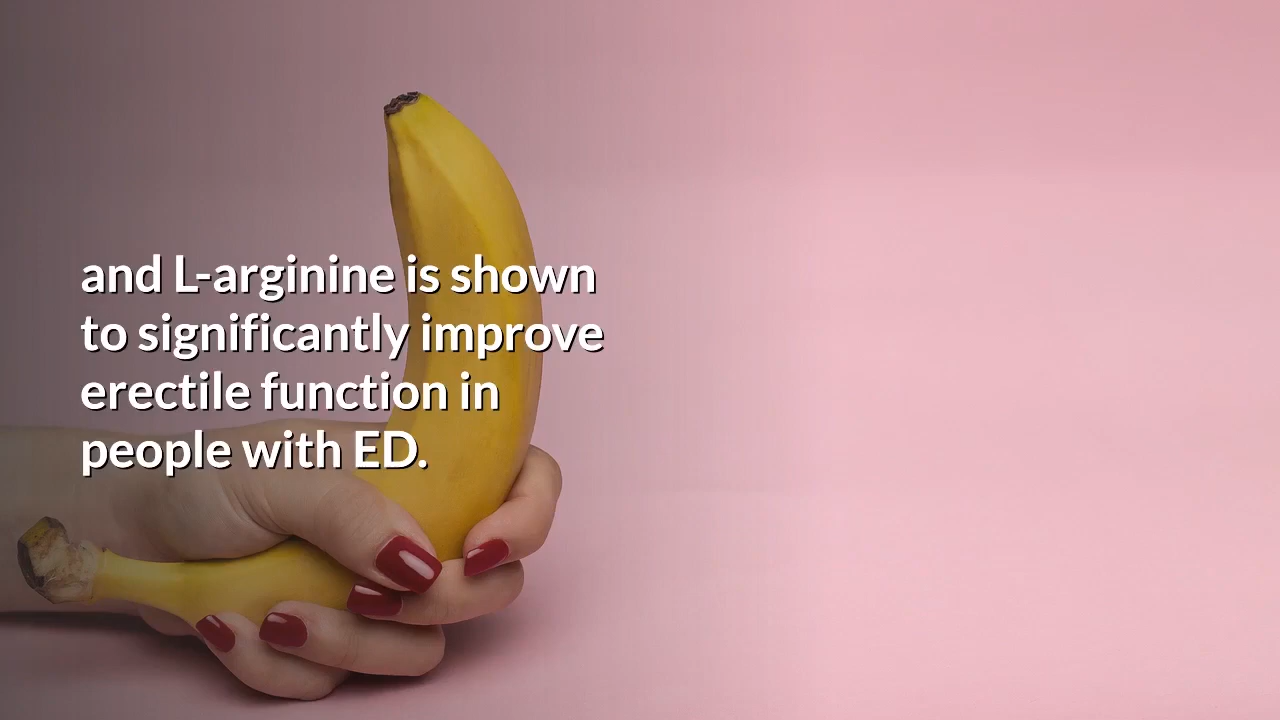 and L-arginine is shown
to significantly improve
erectile function in
people with ED.